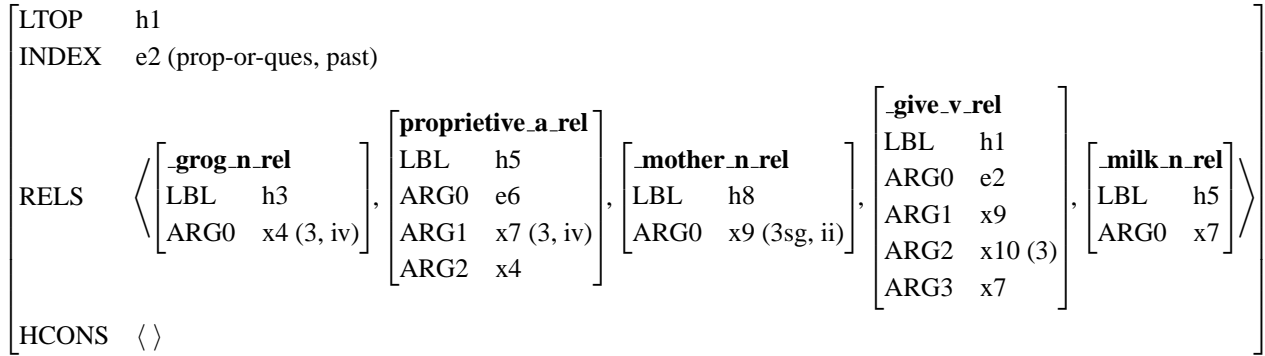 LTOP h1
INDEX e2 (prop-or-ques, past)
RELS ⟨ [_grog_n_rel
LBL h3
ARG0 x4 (3, iv)],
[proprietive_a_rel
LBL h5
ARG0 e6
ARG1 x7 (3, iv)
ARG2 x4],
[_mother_n_rel
LBL h8
ARG0 x9 (3sg, ii)],
[_give_v_rel
LBL h1
ARG0 e2
ARG1 x9
ARG2 x10 (3)
ARG3 x7],
[_milk_n_rel
LBL h5
ARG0 x7] ⟩
HCONS ⟨ ⟩